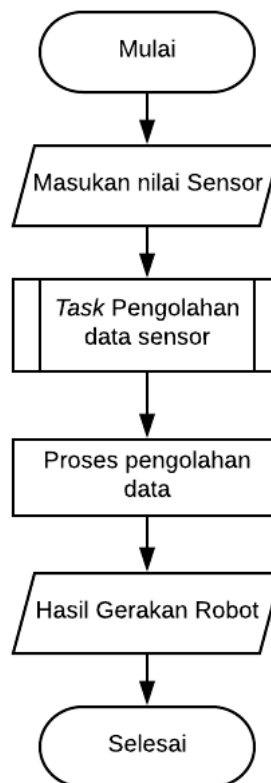 Mulai
Masukan nilai Sensor
Task Pengolahan
data sensor
Proses pengolahan
data
Hasil Gerakan Robot
Selesai